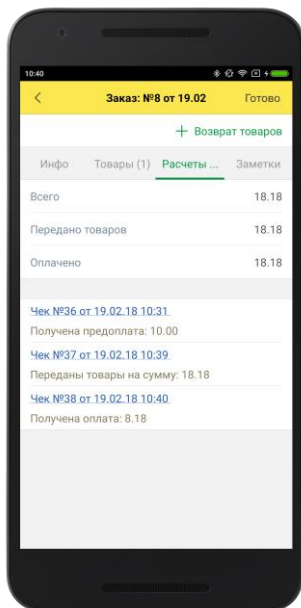 10:40
Заказ: №8 от 19.02 Готово
+ Возврат товаров
Инфо Товары (1) Расчеты ... Заметки
Всего 18.18
Передано товаров 18.18
Оплачено 18.18
Чек №36 от 19.02.18 10:31
Получена предоплата: 10.00
Чек №37 от 19.02.18 10:39
Переданы товары на сумму: 18.18
Чек №38 от 19.02.18 10:40
Получена оплата: 8.18